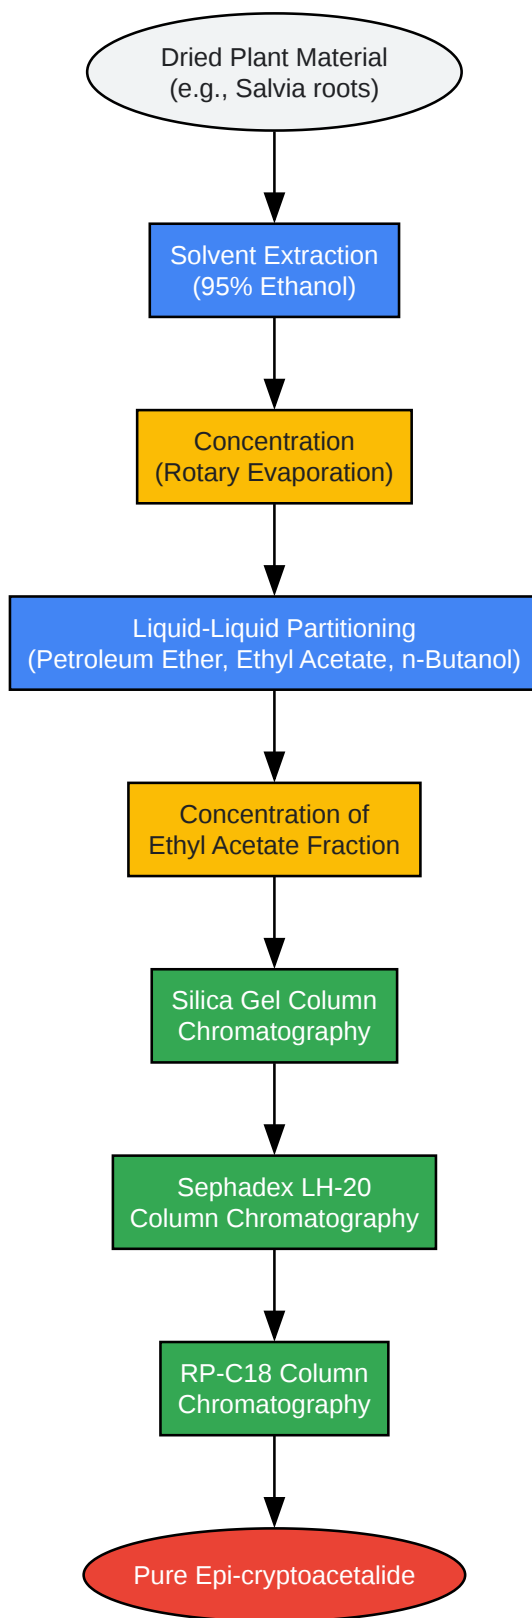 Dried Plant Material
(e.g., Salvia roots)
Solvent Extraction
(95% Ethanol)
Concentration
(Rotary Evaporation)
Liquid-Liquid Partitioning
(Petroleum Ether, Ethyl Acetate, n-Butanol)
Concentration of
Ethyl Acetate Fraction
Silica Gel Column
Chromatography
Sephadex LH-20
Column Chromatography
RP-C18 Column
Chromatography
Pure Epi-cryptoacetalide